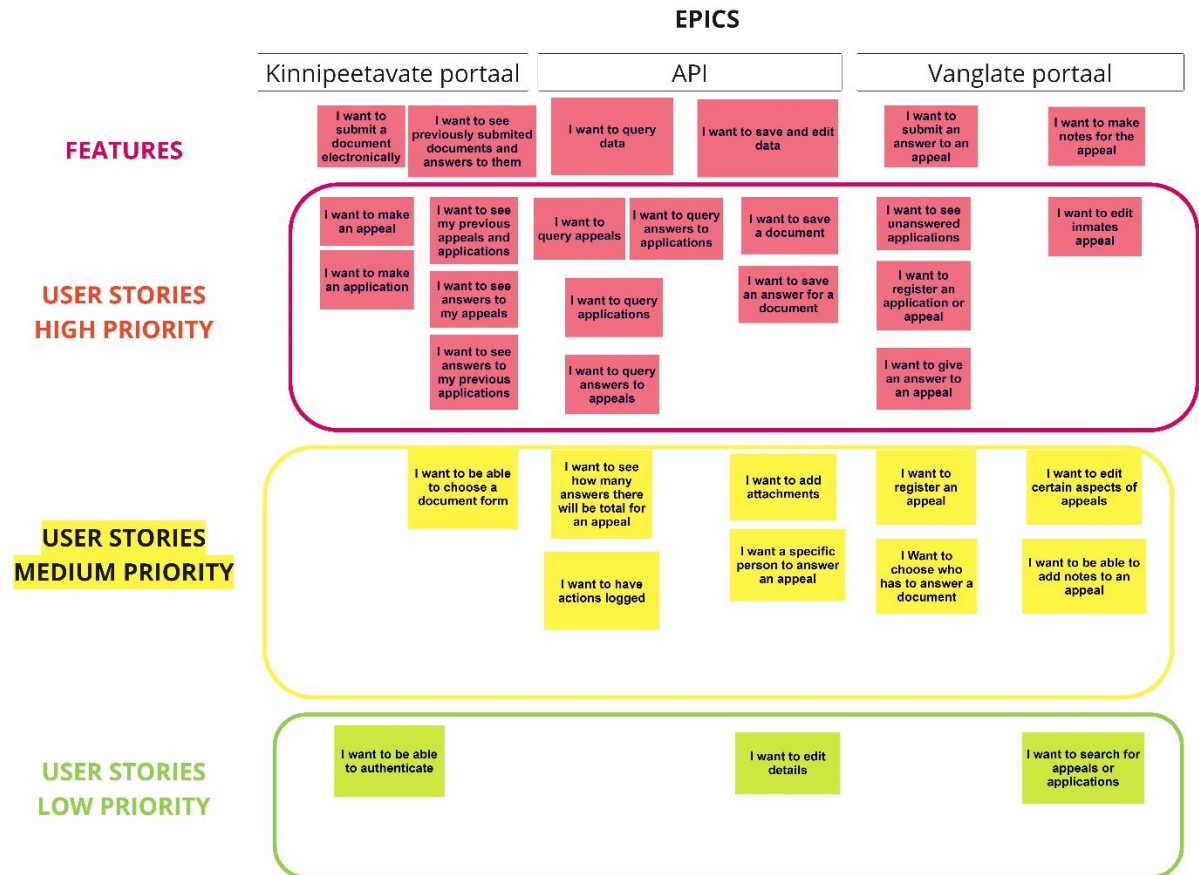 EPICS
Kinnipeetavate portaal
API
Vanglate portaal
FEATURES
I want to
submit a
document
electronically
I want to see
previously submited
documents and
answers to them
I want to query
data
I want to save and edit
data
I want to
submit an
answer to an
appeal
I want to make
notes for the
appeal
USER STORIES
HIGH PRIORITY
I want to make
an appeal
I want to make
an application
I want to see
my previous
appeals and
applications
I want to see
answers to
my appeals
I want to see
answers to
my previous
applications
I want to
query appeals
I want to query
answers to
applications
I want to query
applications
I want to query
answers to
appeals
I want to save
a document
I want to save
an answer for a
document
I want to see
unanswered
applications
I want to
register an
application or
appeal
I want to give
an answer to
an appeal
I want to edit
inmates
appeal
USER STORIES
MEDIUM PRIORITY
I want to be able
to choose a
document form
I want to see
how many
answers there
will be total for
an appeal
I want to have
actions logged
I want to add
attachments
I want a specific
person to answer
an appeal
I want to
register an
appeal
I Want to
choose who
has to answer a
document
I want to edit
certain aspects of
appeals
I want to be able to
add notes to an
appeal
USER STORIES
LOW PRIORITY
I want to be able
to authenticate
I want to edit
details
I want to search for
appeals or
applications